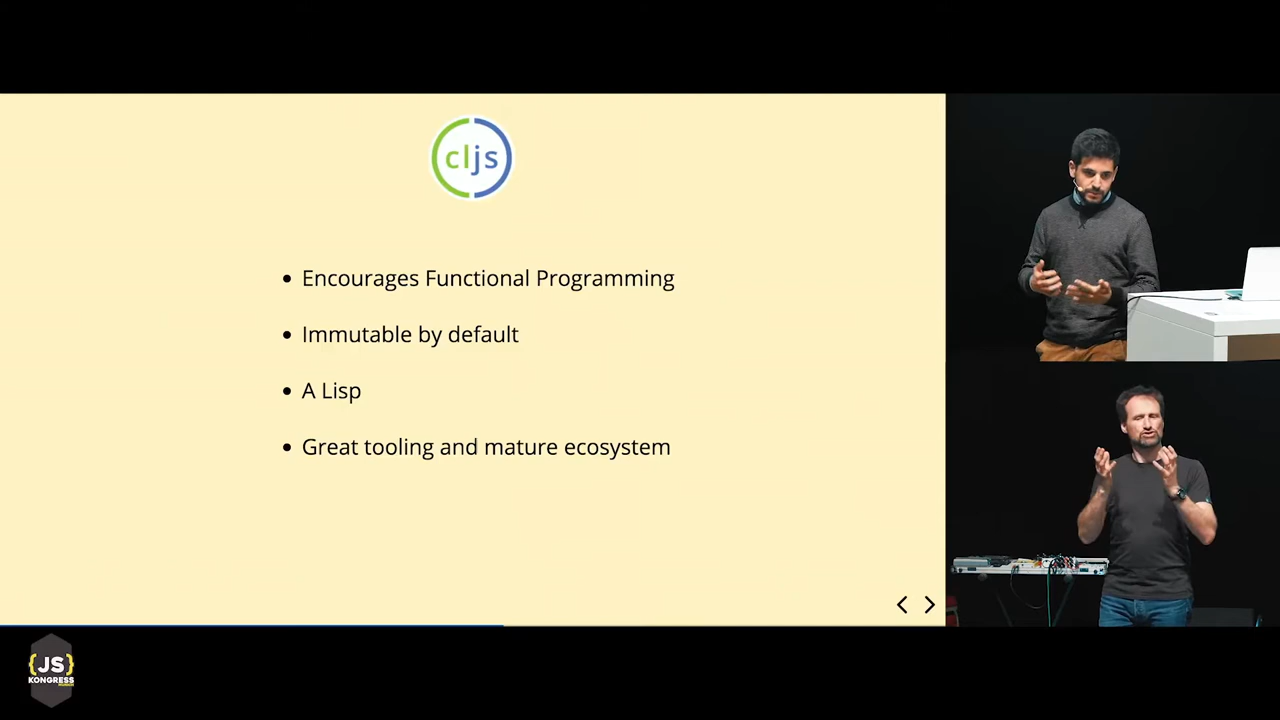 cljs
Encourages Functional Programming
Immutable by default
A Lisp
Great tooling and mature ecosystem
{JS}
KONGRESS